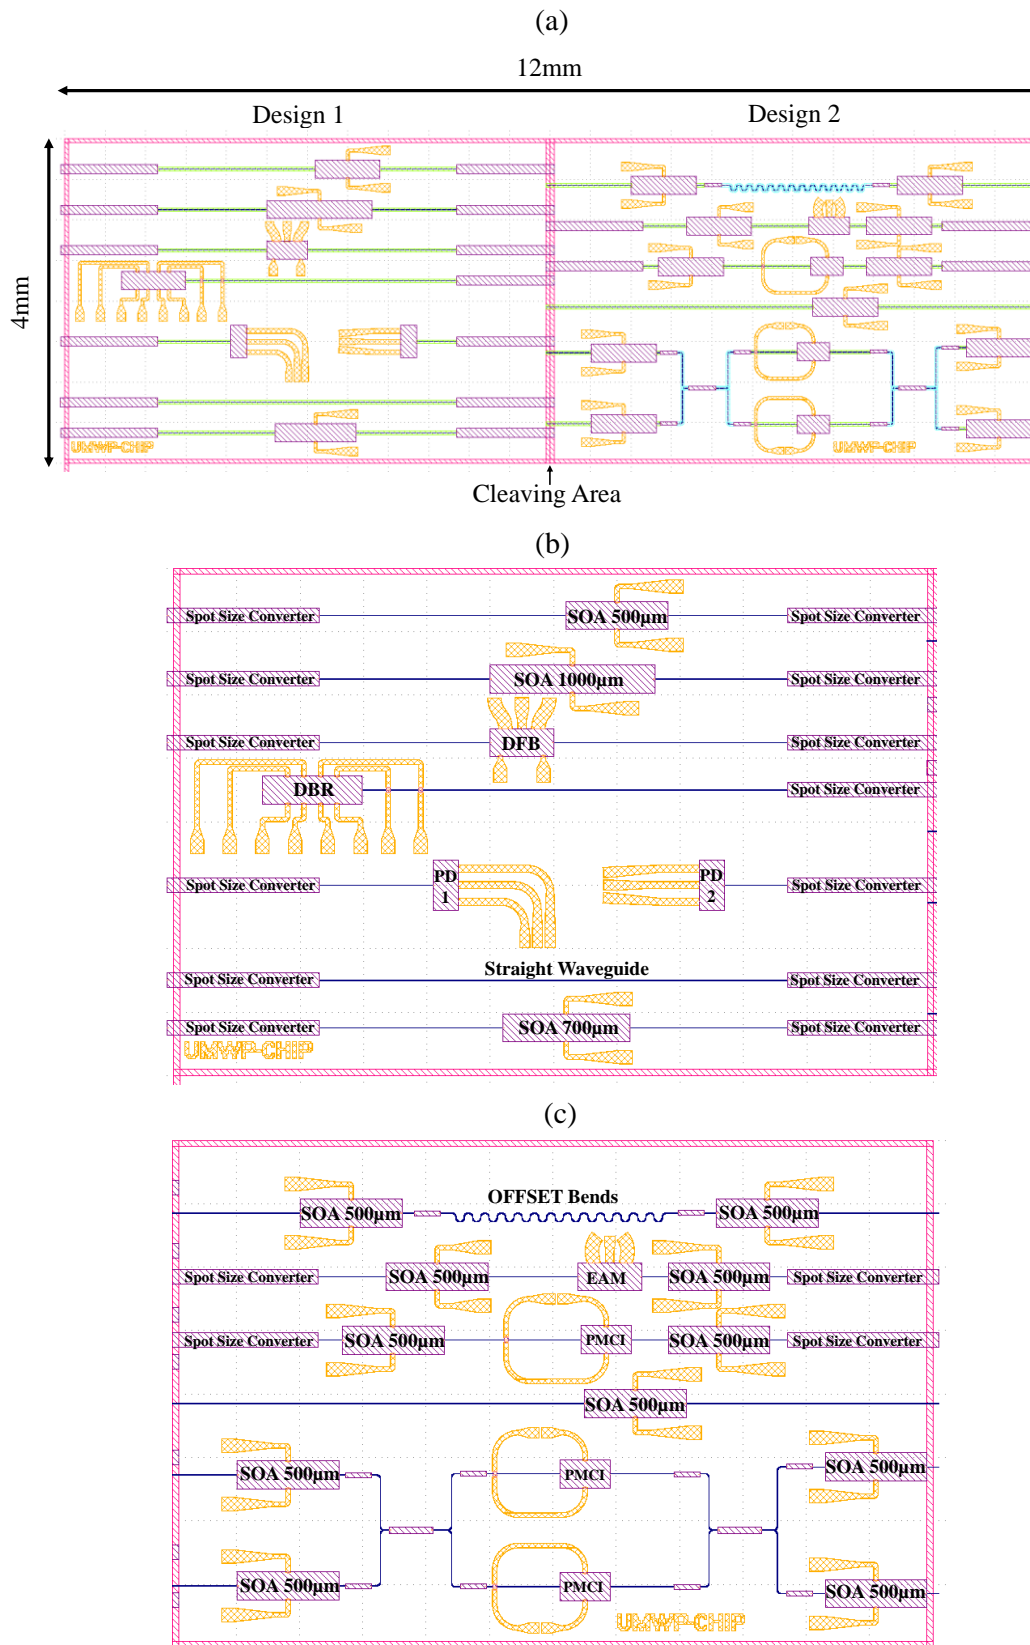 (a)
12mm
Design 1
Design 2
4mm
UMWP-CHIP
UMWP-CHIP
Cleaving Area
(b)
Spot Size Converter
SOA 500µm
Spot Size Converter
Spot Size Converter
SOA 1000µm
Spot Size Converter
Spot Size Converter
DFB
Spot Size Converter
DBR
Spot Size Converter
Spot Size Converter
PD
1
PD
2
Spot Size Converter
Straight Waveguide
Spot Size Converter
Spot Size Converter
Spot Size Converter
SOA 700µm
Spot Size Converter
UMWP-CHIP
(c)
OFFSET Bends
SOA 500µm
SOA 500µm
Spot Size Converter
SOA 500µm
EAM
SOA 500µm
Spot Size Converter
Spot Size Converter
SOA 500µm
PMCI
SOA 500µm
Spot Size Converter
SOA 500µm
SOA 500µm
PMCI
SOA 500µm
SOA 500µm
PMCI
SOA 500µm
UMWP-CHIP